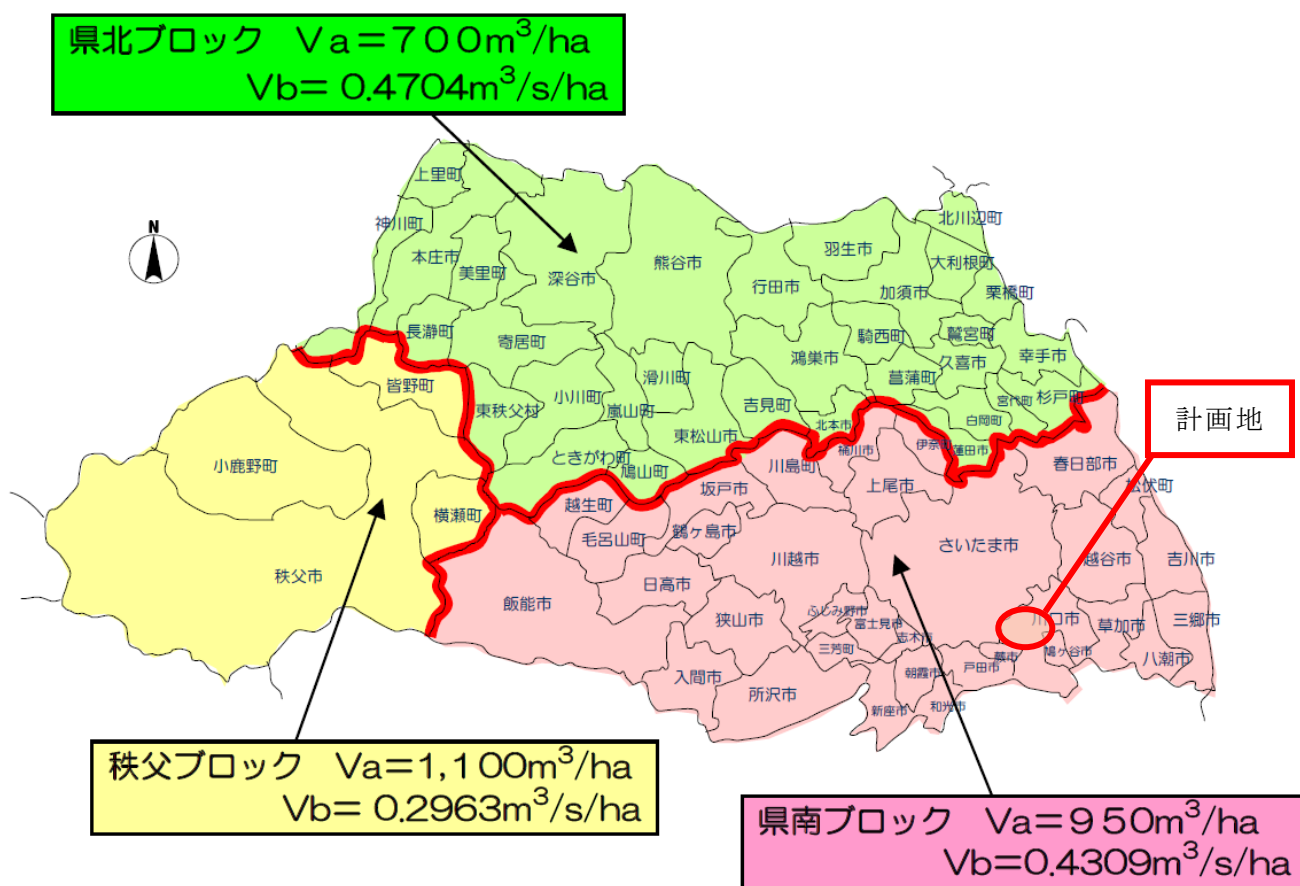 県北ブロック Va=700m³/ha
Vb= 0.4704m³/s/ha
N
上里町
神川町
本庄市
美里町
深谷市
熊谷市
行田市
羽生市
北川辺町
大利根町
加須市
栗橋町
長瀞町
寄居町
騎西町
鷲宮町
鴻巣市
久喜市
幸手市
菖蒲町
宮代町
杉戸町
皆野町
東秩父村
小川町
滑川町
嵐山町
吉見町
北本市
白岡町
東松山市
ときがわ町
鳩山町
桶川市
伊奈町
蓮田市
計画地
小鹿野町
横瀬町
越生町
坂戸市
川島町
上尾市
春日部市
松伏町
毛呂山町
鶴ヶ島市
川越市
さいたま市
越谷市
吉川市
秩父市
飯能市
日高市
狭山市
ふじみ野市
富士見市
志木市
三芳町
川口市
草加市
三郷市
蕨市
鳩ヶ谷市
八潮市
入間市
所沢市
朝霞市
戸田市
新座市
和光市
秩父ブロック Va=1,100m³/ha
Vb= 0.2963m³/s/ha
県南ブロック Va=950m³/ha
Vb=0.4309m³/s/ha